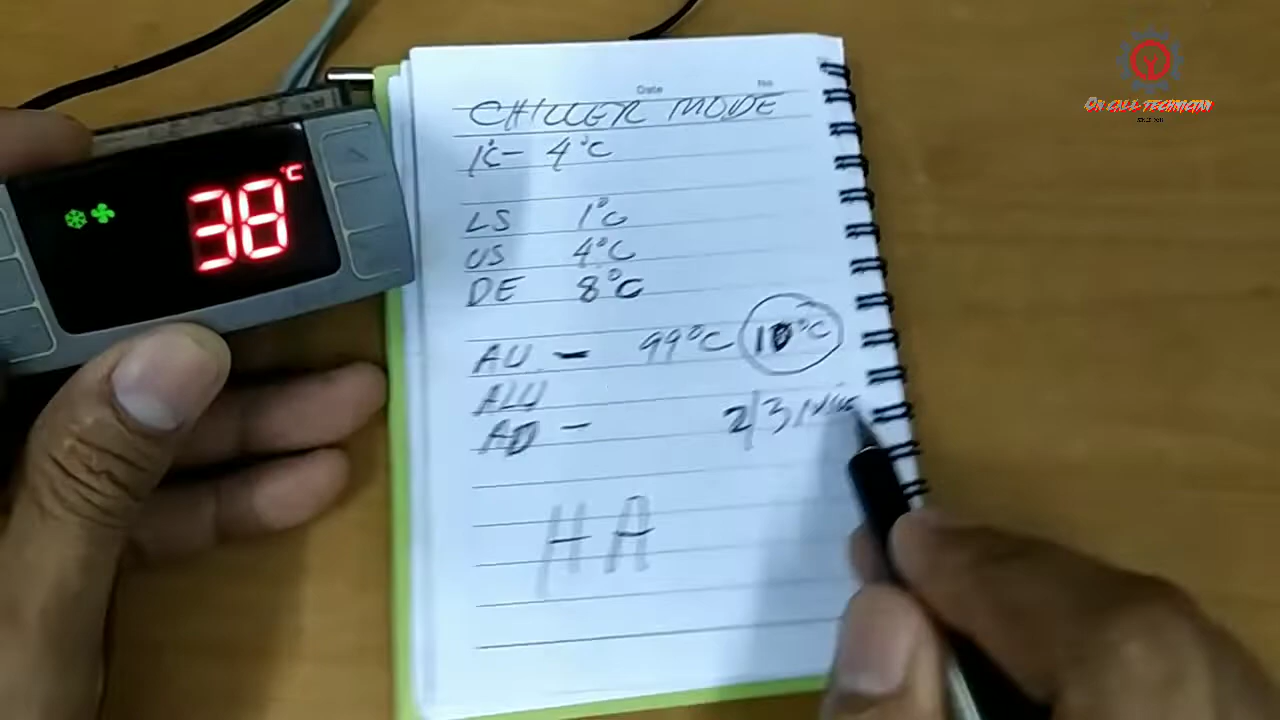 38 °C
Date No
CHILLER MODE
1°C - 4°C
LS 1°C
US 4°C
DE 8°C
AU - 99°C 10°C
ALU
AD - 2/3
HA
Y
ON CALL TECHNICIAN